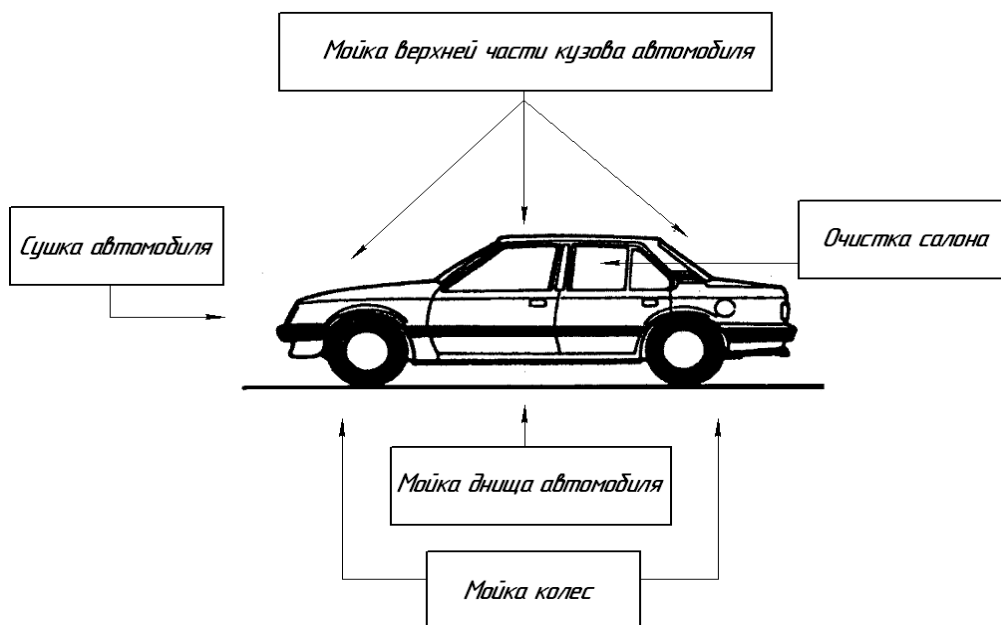 Мойка верхней части кузова автомобиля
Сушка автомобиля
Очистка салона
Мойка днища автомобиля
Мойка колес